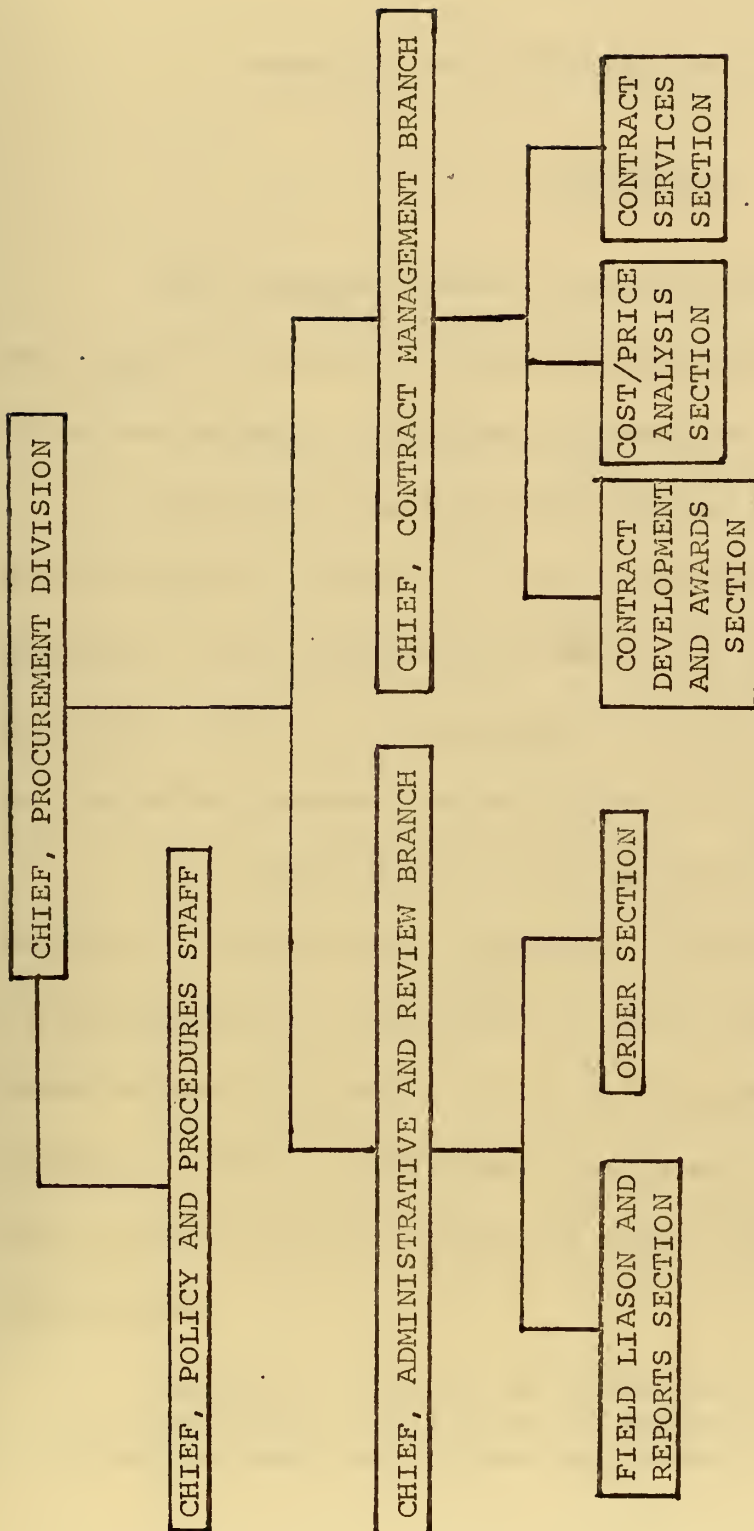 CHIEF, PROCUREMENT DIVISION
CHIEF, POLICY AND PROCEDURES STAFF
CHIEF, ADMINISTRATIVE AND REVIEW BRANCH
CHIEF, CONTRACT MANAGEMENT BRANCH
FIELD LIASON AND
REPORTS SECTION
ORDER SECTION
CONTRACT
DEVELOPMENT
AND AWARDS
SECTION
COST/PRICE
ANALYSIS
SECTION
CONTRACT
SERVICES
SECTION